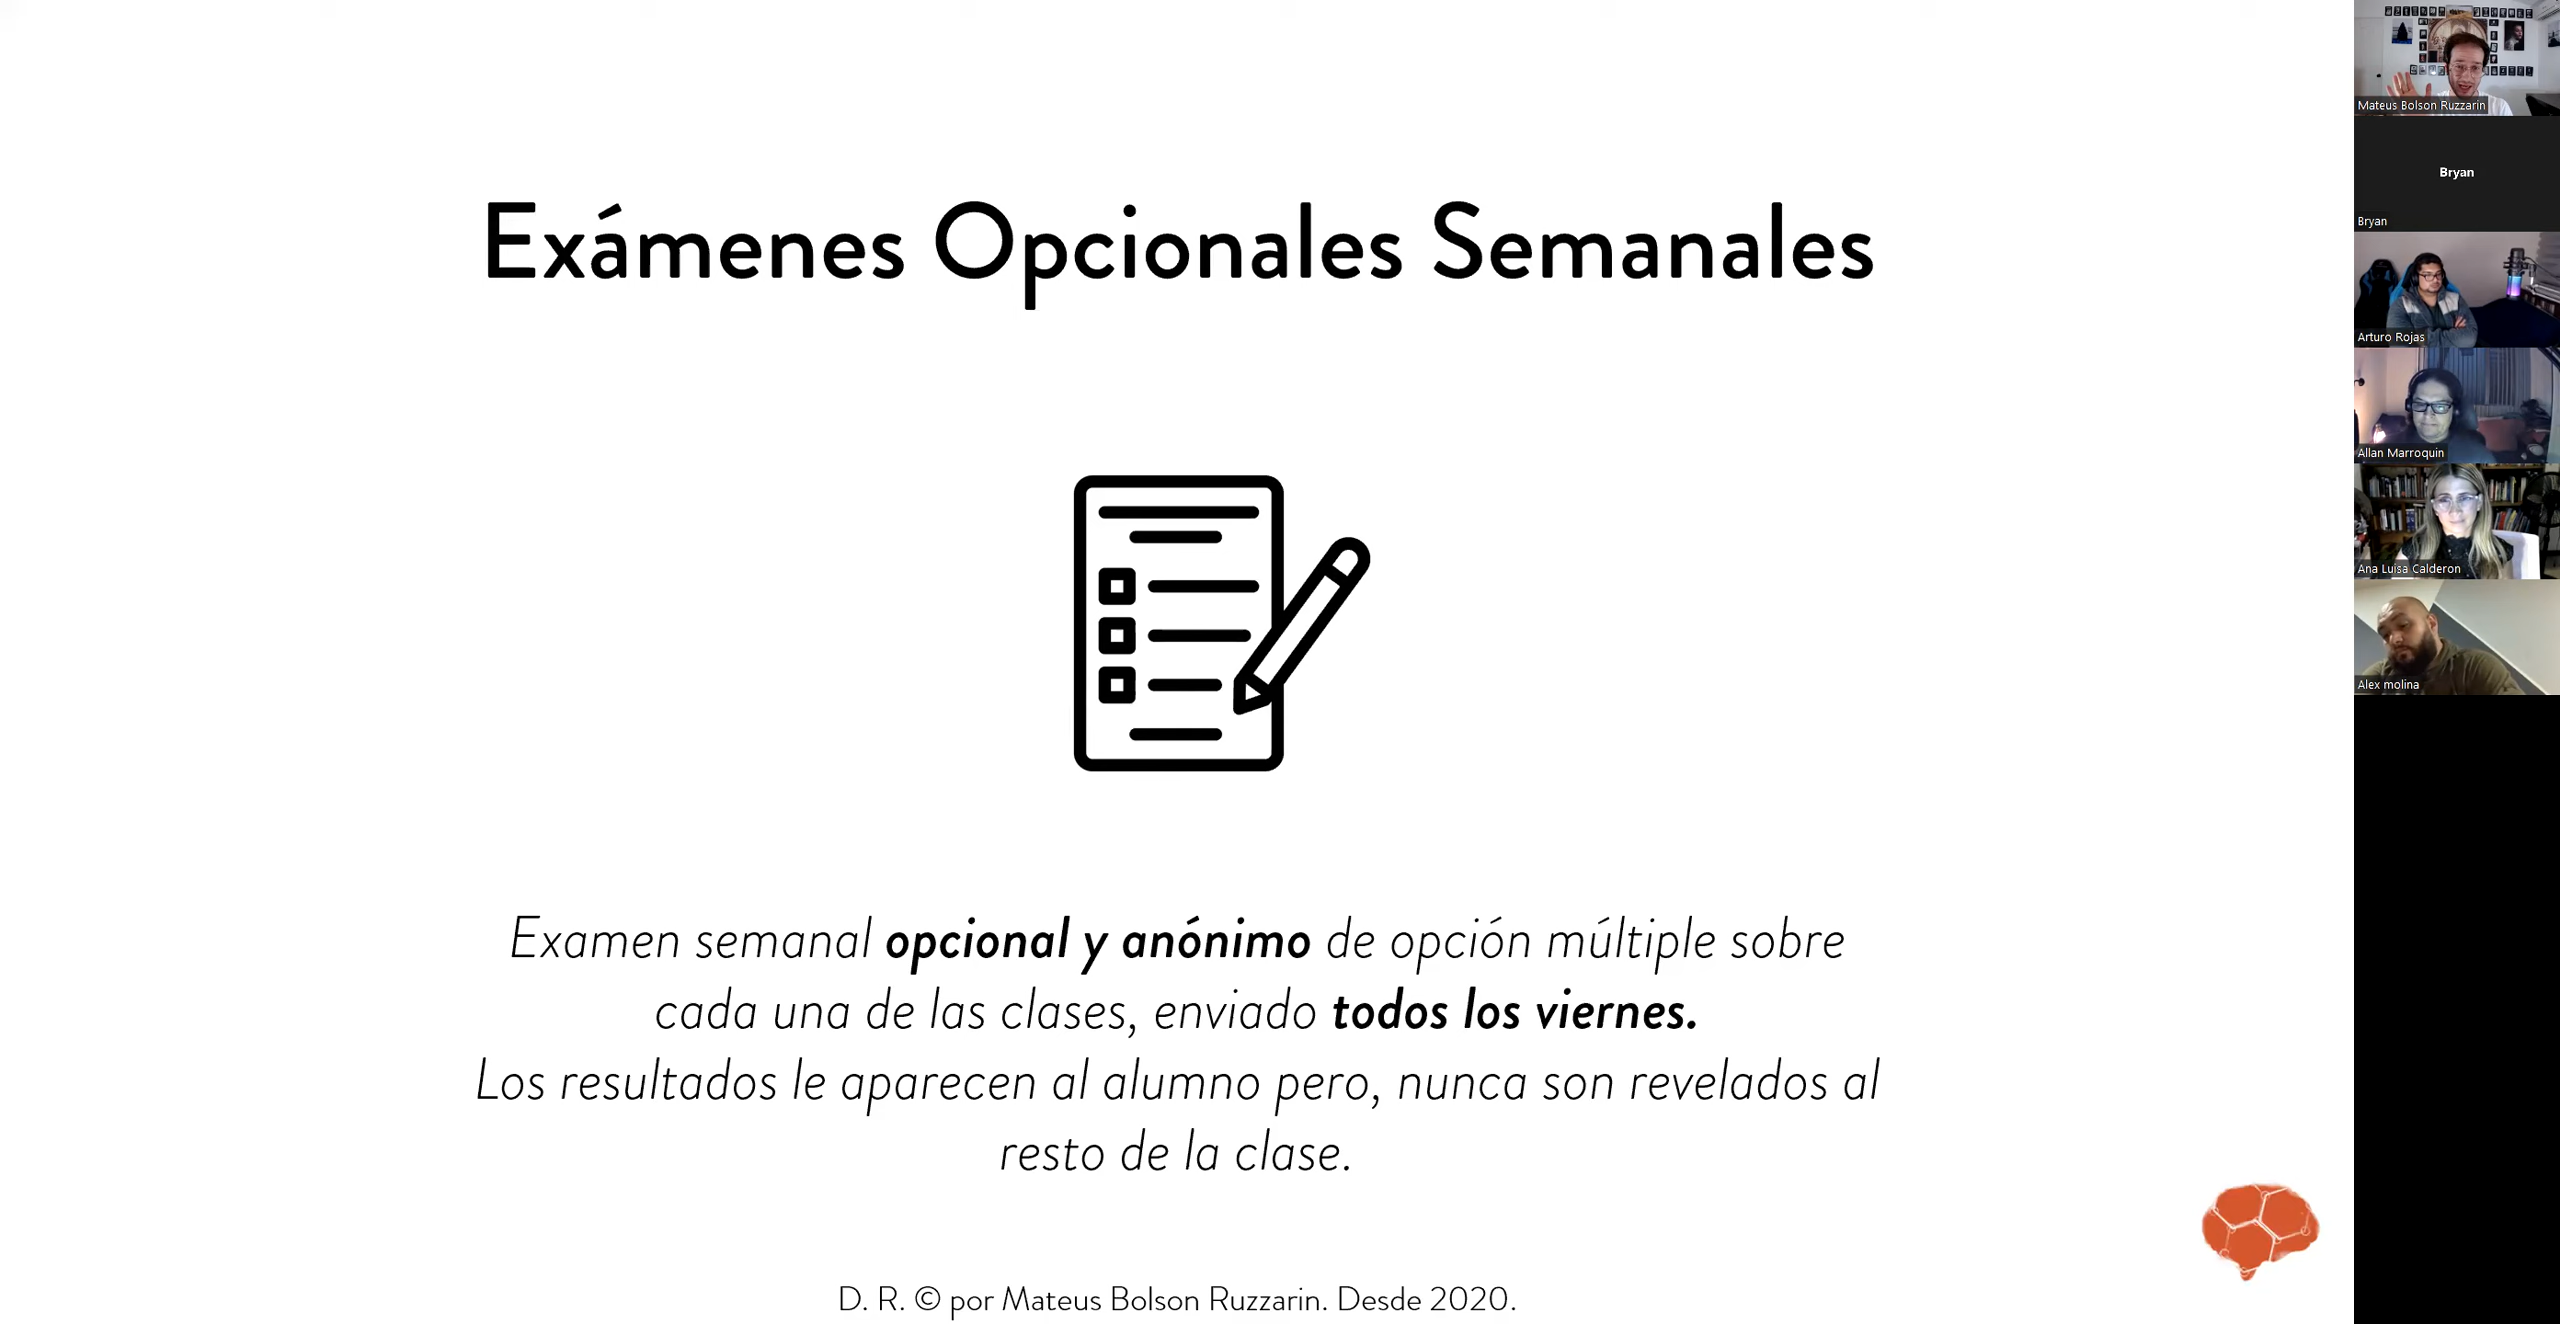 Exámenes Opcionales Semanales
Examen semanal opcional y anónimo de opción múltiple sobre
cada una de las clases, enviado todos los viernes.
Los resultados le aparecen al alumno pero, nunca son revelados al
resto de la clase.
D. R. © por Mateus Bolson Ruzzarin. Desde 2020.
Mateus Bolson Ruzzarin
Bryan
Bryan
Arturo Rojas
Allan Marroquin
Ana Luisa Calderon
Alex molina